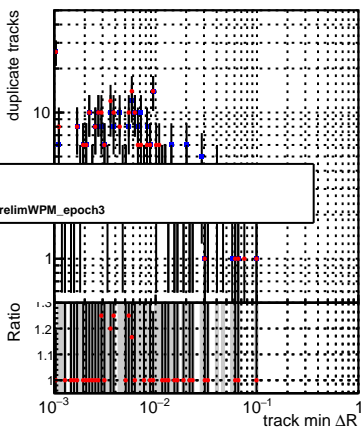 duplicate tracks
10
1
relimWPM_epoch3
Ratio
1.3
1.2
1.1
1
10⁻³ 10⁻² 10⁻¹ 1
track min ΔR